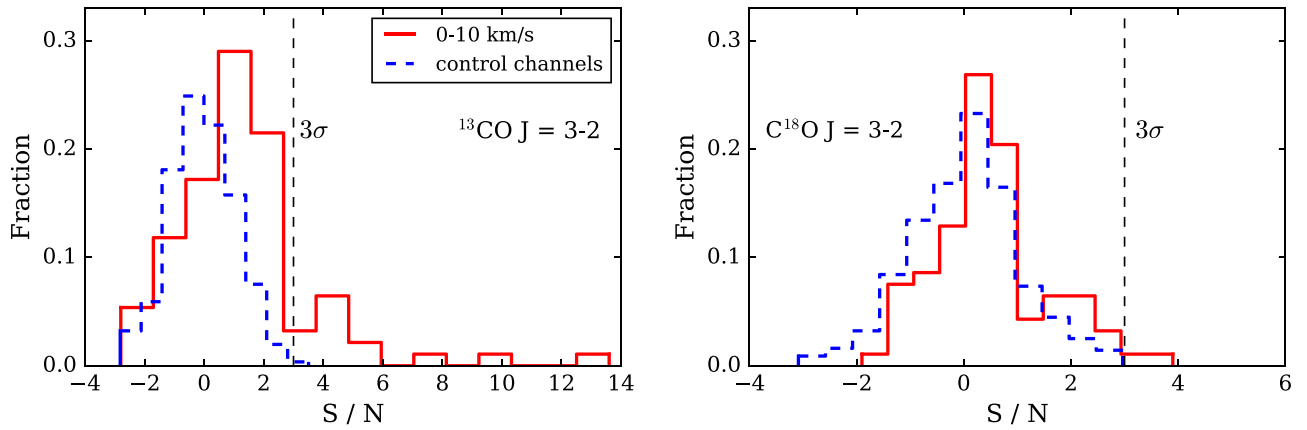 0.3
0.2
0.1
0.0
Fraction
−4 −2 0 2 4 6 8 10 12 14
S / N
0-10 km/s
control channels
3σ
¹³CO J = 3-2
0.3
0.2
0.1
0.0
Fraction
−4 −2 0 2 4 6
S / N
C¹⁸O J = 3-2
3σ